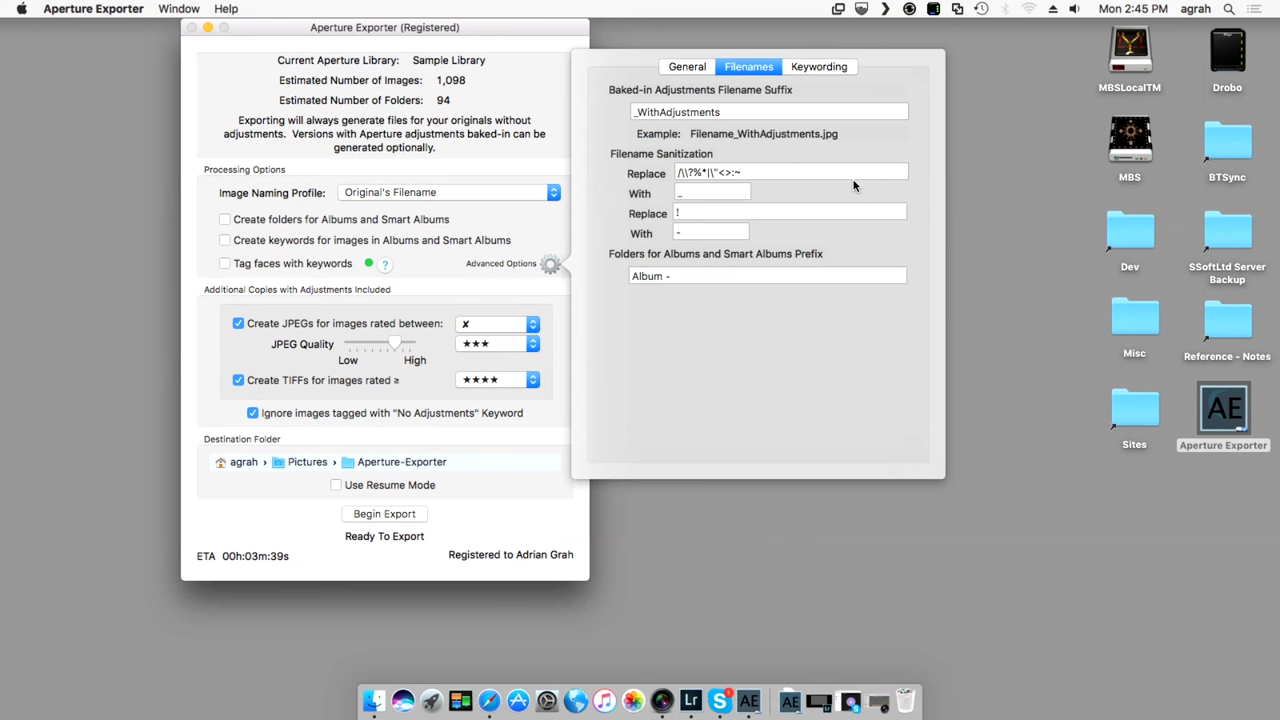 Aperture Exporter Window Help
Mon 2:45 PM agrah
Aperture Exporter (Registered)
Current Aperture Library: Sample Library
Estimated Number of Images: 1,098
Estimated Number of Folders: 94
Exporting will always generate files for your originals without
adjustments. Versions with Aperture adjustments baked-in can be
generated optionally.
Processing Options
Image Naming Profile: Original's Filename
Create folders for Albums and Smart Albums
Create keywords for images in Albums and Smart Albums
Tag faces with keywords ?
Advanced Options
Additional Copies with Adjustments Included
Create JPEGs for images rated between: ✘
JPEG Quality ★★★
Low High
Create TIFFs for images rated ≥ ★★★★
Ignore images tagged with "No Adjustments" Keyword
Destination Folder
agrah › Pictures › Aperture-Exporter
Use Resume Mode
Begin Export
Ready To Export
ETA 00h:03m:39s Registered to Adrian Grah
General Filenames Keywording
Baked-in Adjustments Filename Suffix
_WithAdjustments
Example: Filename_WithAdjustments.jpg
Filename Sanitization
Replace /\\?%*|\"<>:~
With _
Replace !
With -
Folders for Albums and Smart Albums Prefix
Album -
MBSLocalTM
Drobo
MBS
BTSync
Dev
SSoftLtd Server
Backup
Misc
Reference - Notes
Sites
AE
Aperture Exporter
Lr
AE
AE